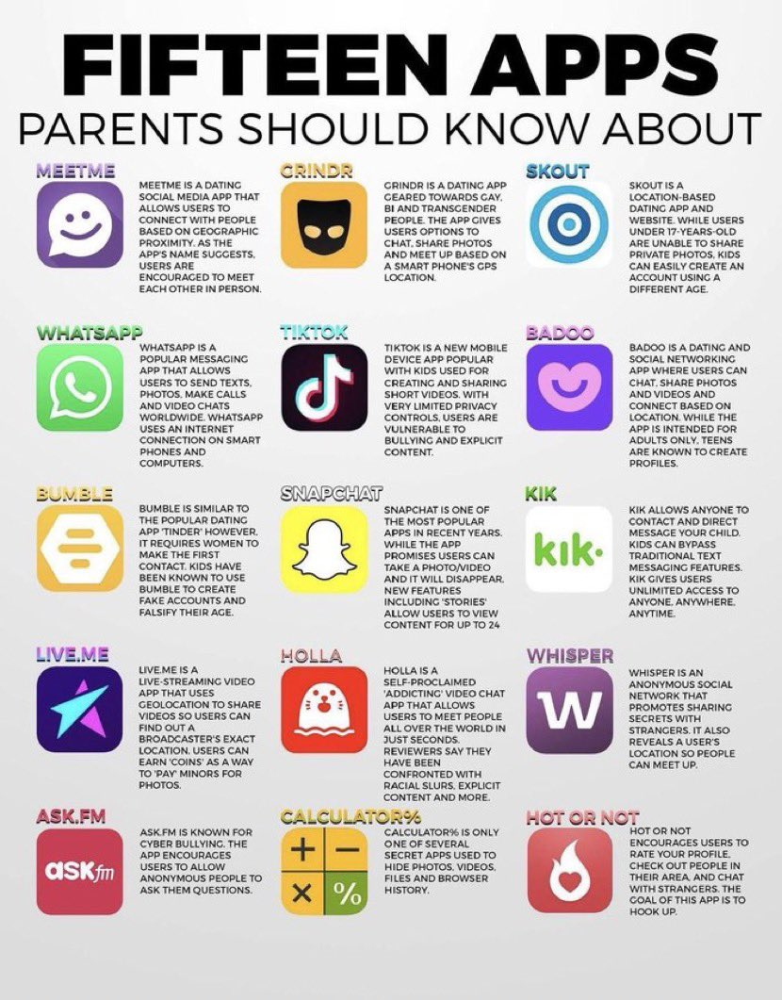 FIFTEEN APPS
PARENTS SHOULD KNOW ABOUT
MEETME
MEETME IS A DATING
SOCIAL MEDIA APP THAT
ALLOWS USERS TO
CONNECT WITH PEOPLE
BASED ON GEOGRAPHIC
PROXIMITY. AS THE
APP'S NAME SUGGESTS,
USERS ARE
ENCOURAGED TO MEET
EACH OTHER IN PERSON.
GRINDR
GRINDR IS A DATING APP
GEARED TOWARDS GAY,
BI AND TRANSGENDER
PEOPLE. THE APP GIVES
USERS OPTIONS TO
CHAT, SHARE PHOTOS
AND MEET UP BASED ON
A SMART PHONE'S GPS
LOCATION.
SKOUT
SKOUT IS A
LOCATION-BASED
DATING APP AND
WEBSITE. WHILE USERS
UNDER 17-YEARS-OLD
ARE UNABLE TO SHARE
PRIVATE PHOTOS, KIDS
CAN EASILY CREATE AN
ACCOUNT USING A
DIFFERENT AGE.
WHATSAPP
WHATSAPP IS A
POPULAR MESSAGING
APP THAT ALLOWS
USERS TO SEND TEXTS,
PHOTOS, MAKE CALLS
AND VIDEO CHATS
WORLDWIDE. WHATSAPP
USES AN INTERNET
CONNECTION ON SMART
PHONES AND
COMPUTERS.
TIKTOK
TIKTOK IS A NEW MOBILE
DEVICE APP POPULAR
WITH KIDS USED FOR
CREATING AND SHARING
SHORT VIDEOS. WITH
VERY LIMITED PRIVACY
CONTROLS, USERS ARE
VULNERABLE TO
BULLYING AND EXPLICIT
CONTENT.
BADOO
BADOO IS A DATING AND
SOCIAL NETWORKING
APP WHERE USERS CAN
CHAT, SHARE PHOTOS
AND VIDEOS AND
CONNECT BASED ON
LOCATION. WHILE THE
APP IS INTENDED FOR
ADULTS ONLY, TEENS
ARE KNOWN TO CREATE
PROFILES.
BUMBLE
BUMBLE IS SIMILAR TO
THE POPULAR DATING
APP 'TINDER' HOWEVER,
IT REQUIRES WOMEN TO
MAKE THE FIRST
CONTACT. KIDS HAVE
BEEN KNOWN TO USE
BUMBLE TO CREATE
FAKE ACCOUNTS AND
FALSIFY THEIR AGE.
SNAPCHAT
SNAPCHAT IS ONE OF
THE MOST POPULAR
APPS IN RECENT YEARS.
WHILE THE APP
PROMISES USERS CAN
TAKE A PHOTO/VIDEO
AND IT WILL DISAPPEAR,
NEW FEATURES
INCLUDING 'STORIES'
ALLOW USERS TO VIEW
CONTENT FOR UP TO 24
KIK
kik·
KIK ALLOWS ANYONE TO
CONTACT AND DIRECT
MESSAGE YOUR CHILD.
KIDS CAN BYPASS
TRADITIONAL TEXT
MESSAGING FEATURES.
KIK GIVES USERS
UNLIMITED ACCESS TO
ANYONE, ANYWHERE,
ANYTIME.
LIVE.ME
LIVE.ME IS A
LIVE-STREAMING VIDEO
APP THAT USES
GEOLOCATION TO SHARE
VIDEOS SO USERS CAN
FIND OUT A
BROADCASTER'S EXACT
LOCATION. USERS CAN
EARN 'COINS' AS A WAY
TO 'PAY' MINORS FOR
PHOTOS.
HOLLA
HOLLA IS A
SELF-PROCLAIMED
'ADDICTING' VIDEO CHAT
APP THAT ALLOWS
USERS TO MEET PEOPLE
ALL OVER THE WORLD IN
JUST SECONDS.
REVIEWERS SAY THEY
HAVE BEEN
CONFRONTED WITH
RACIAL SLURS, EXPLICIT
CONTENT AND MORE.
WHISPER
W
WHISPER IS AN
ANONYMOUS SOCIAL
NETWORK THAT
PROMOTES SHARING
SECRETS WITH
STRANGERS. IT ALSO
REVEALS A USER'S
LOCATION SO PEOPLE
CAN MEET UP.
ASK.FM
ASKfm
ASK.FM IS KNOWN FOR
CYBER BULLYING. THE
APP ENCOURAGES
USERS TO ALLOW
ANONYMOUS PEOPLE TO
ASK THEM QUESTIONS.
CALCULATOR%
+ −
× %
CALCULATOR% IS ONLY
ONE OF SEVERAL
SECRET APPS USED TO
HIDE PHOTOS, VIDEOS,
FILES AND BROWSER
HISTORY.
HOT OR NOT
HOT OR NOT
ENCOURAGES USERS TO
RATE YOUR PROFILE,
CHECK OUT PEOPLE IN
THEIR AREA, AND CHAT
WITH STRANGERS. THE
GOAL OF THIS APP IS TO
HOOK UP.